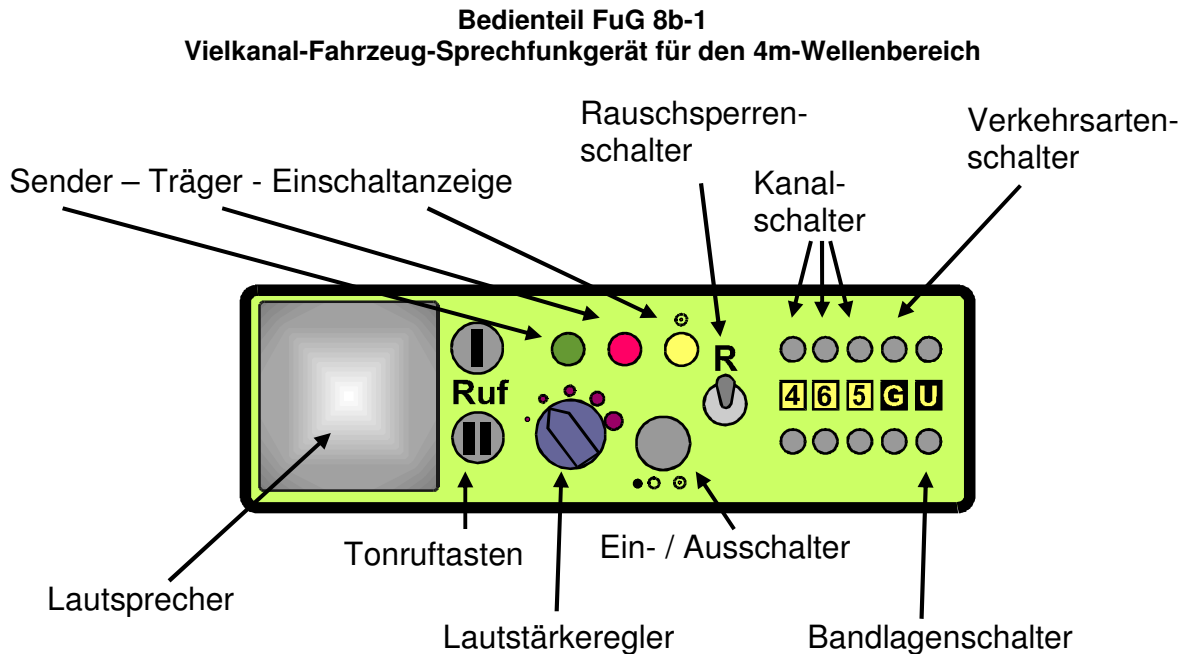 Bedienteil FuG 8b-1
Vielkanal-Fahrzeug-Sprechfunkgerät für den 4m-Wellenbereich
Rauschsperren-
schalter
Verkehrsarten-
schalter
Sender – Träger - Einschaltanzeige
Kanal-
schalter
I
R
Ruf
4 6 5 G U
II
Tonruftasten
Ein- / Ausschalter
Lautsprecher
Lautstärkeregler
Bandlagenschalter